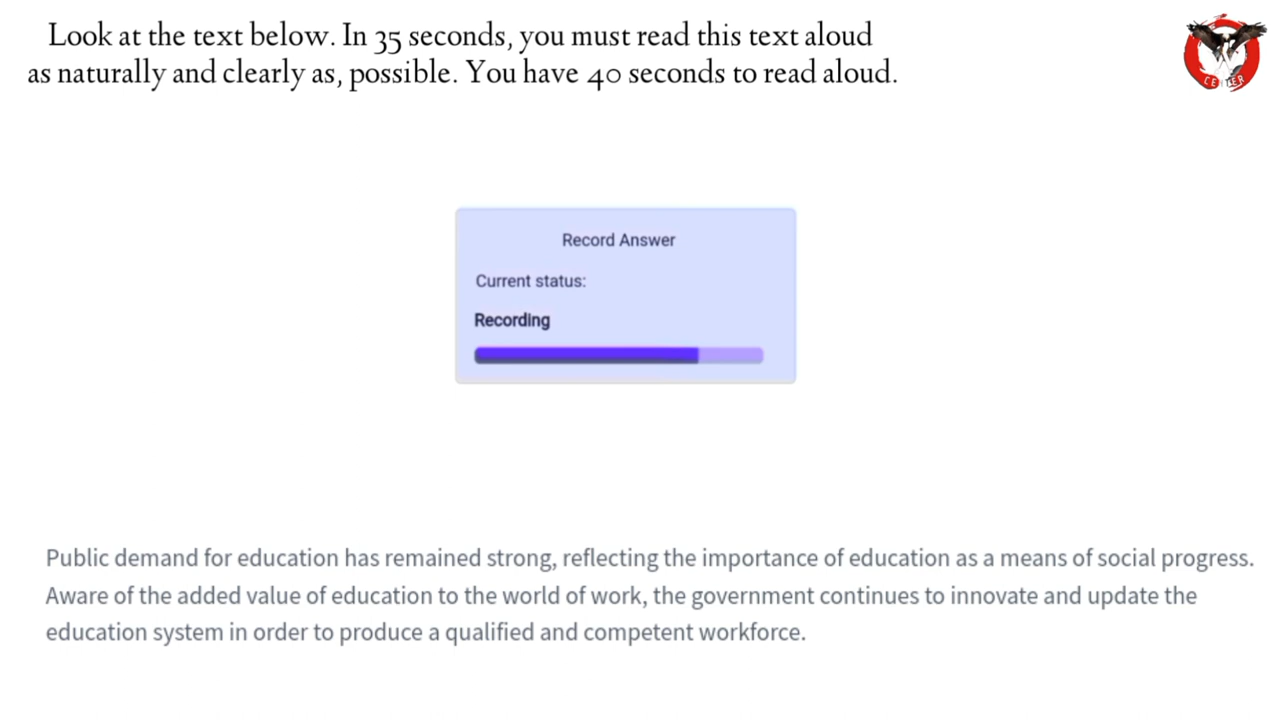 Look at the text below. In 35 seconds, you must read this text aloud
as naturally and clearly as, possible. You have 40 seconds to read aloud.
Record Answer
Current status:
Recording
Public demand for education has remained strong, reflecting the importance of education as a means of social progress.
Aware of the added value of education to the world of work, the government continues to innovate and update the
education system in order to produce a qualified and competent workforce.